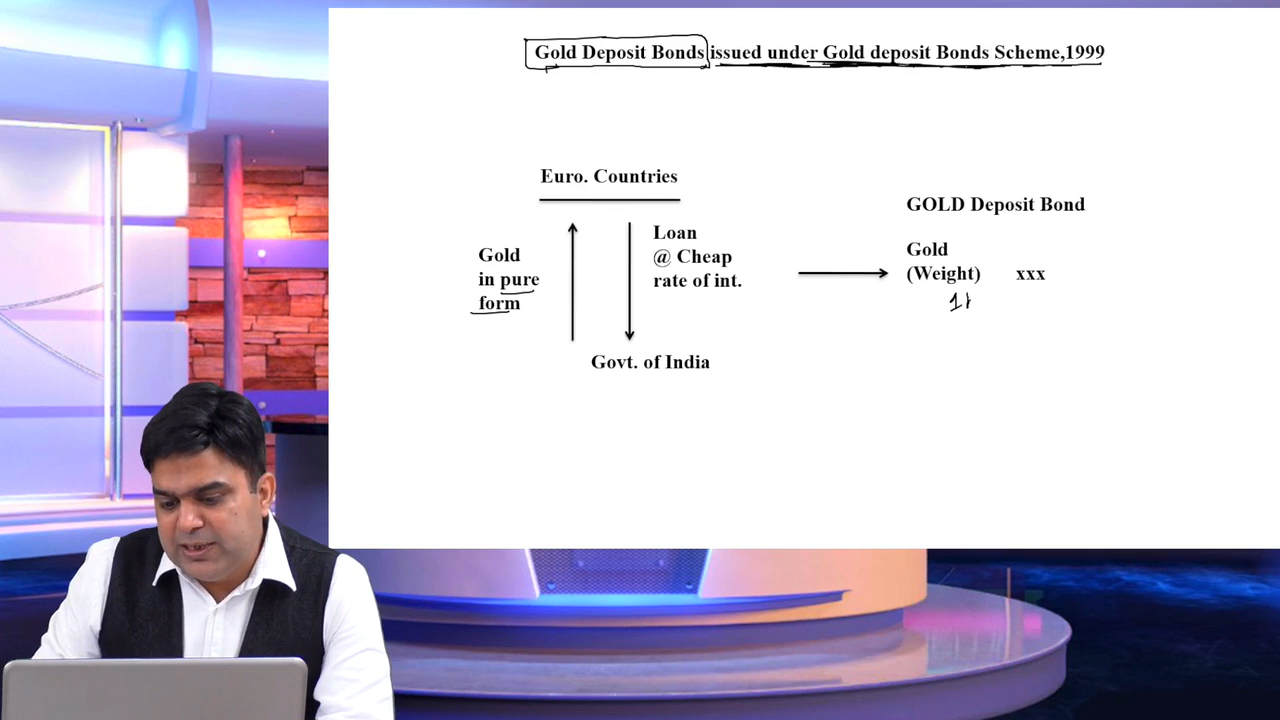 Gold Deposit Bonds issued under Gold deposit Bonds Scheme,1999
Euro. Countries
Gold
in pure
form
Loan
@ Cheap
rate of int.
Govt. of India
GOLD Deposit Bond
Gold
(Weight) xxx